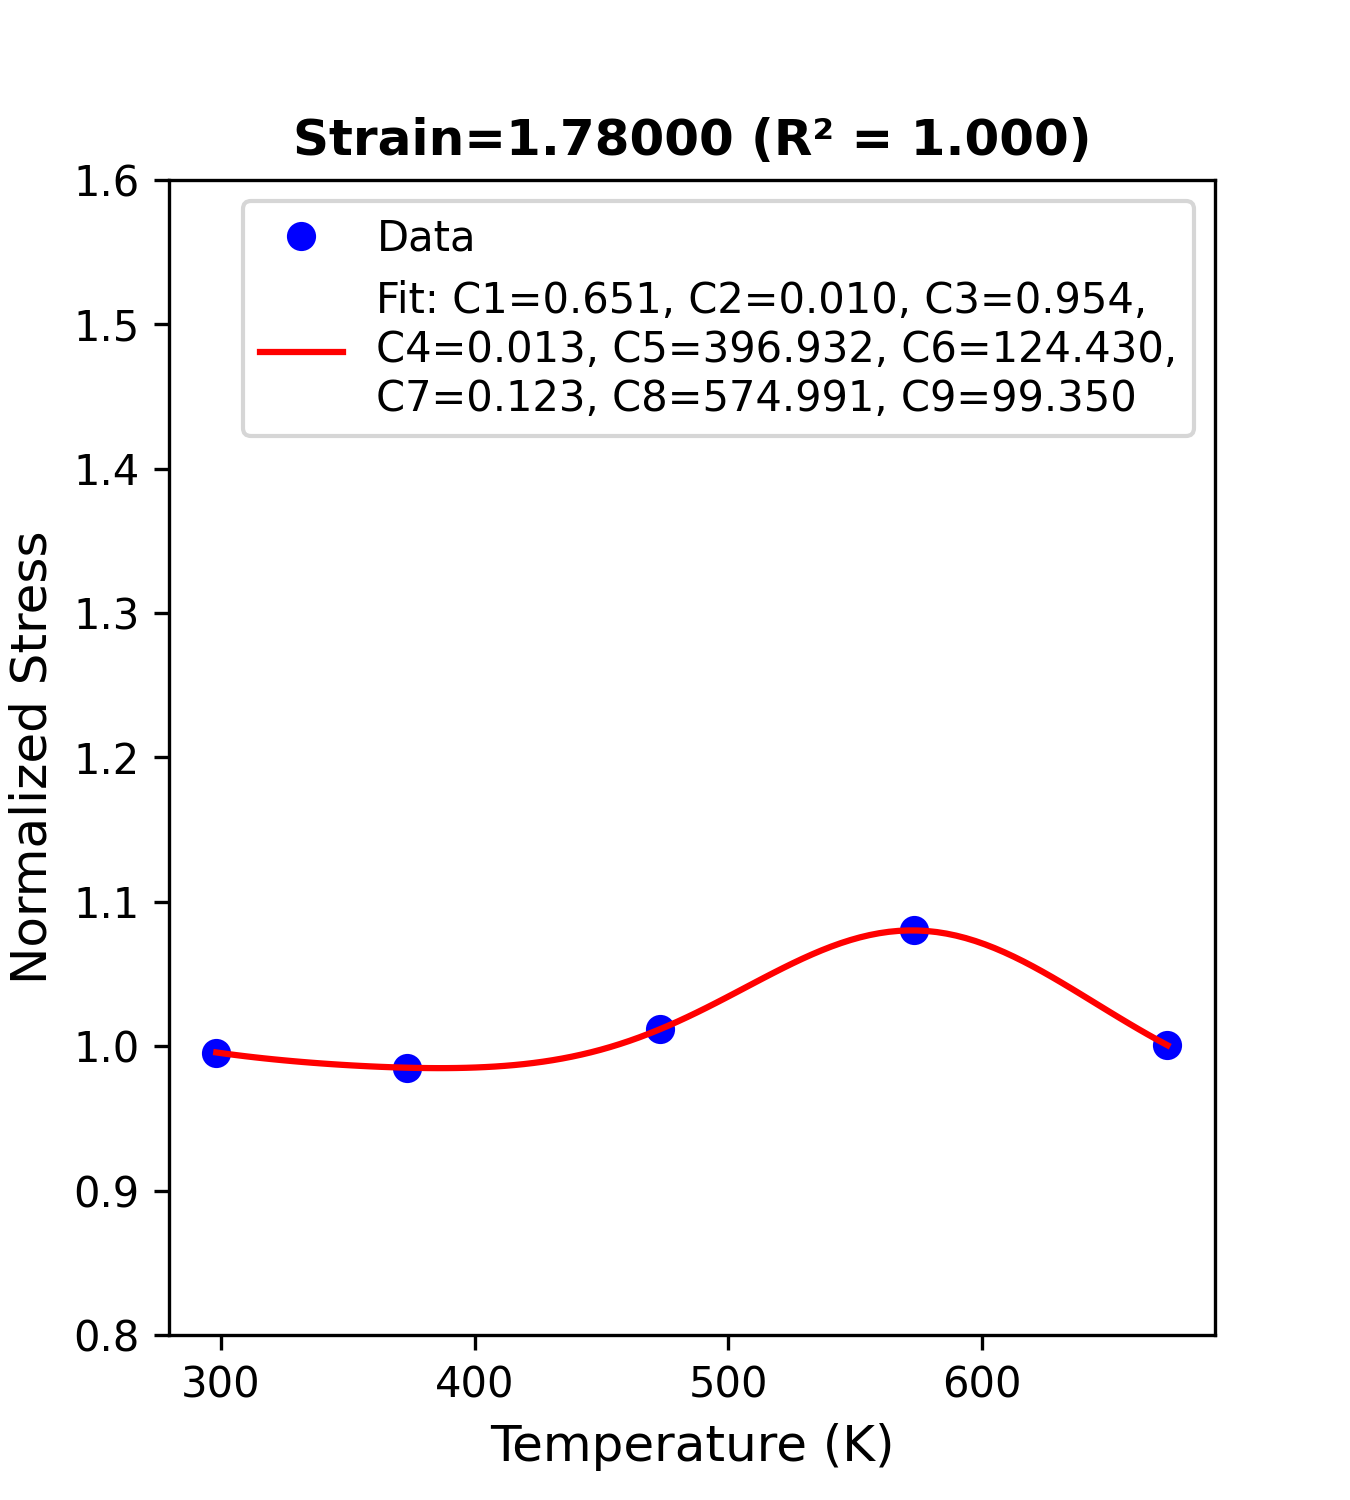 Strain=1.78000 (R² = 1.000)
Data
Fit: C1=0.651, C2=0.010, C3=0.954,
C4=0.013, C5=396.932, C6=124.430,
C7=0.123, C8=574.991, C9=99.350
Normalized Stress
1.6
1.5
1.4
1.3
1.2
1.1
1.0
0.9
0.8
300 400 500 600
Temperature (K)